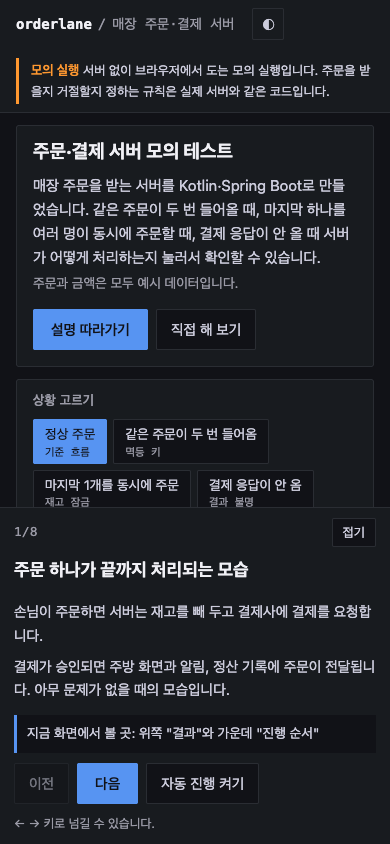 orderlane / 매장 주문·결제 서버
모의 실행 서버 없이 브라우저에서 도는 모의 실행입니다. 주문을 받
을지 거절할지 정하는 규칙은 실제 서버와 같은 코드입니다.
주문·결제 서버 모의 테스트
매장 주문을 받는 서버를 Kotlin·Spring Boot로 만들
었습니다. 같은 주문이 두 번 들어올 때, 마지막 하나를
여러 명이 동시에 주문할 때, 결제 응답이 안 올 때 서버
가 어떻게 처리하는지 눌러서 확인할 수 있습니다.
주문과 금액은 모두 예시 데이터입니다.
설명 따라가기 직접 해 보기
상황 고르기
정상 주문 같은 주문이 두 번 들어옴
기준 흐름 멱등 키
마지막 1개를 동시에 주문 결제 응답이 안 옴
재고 잠금 결과 불명
1/8 접기
주문 하나가 끝까지 처리되는 모습
손님이 주문하면 서버는 재고를 빼 두고 결제사에 결제를 요청합
니다.
결제가 승인되면 주방 화면과 알림, 정산 기록에 주문이 전달됩니
다. 아무 문제가 없을 때의 모습입니다.
지금 화면에서 볼 곳: 위쪽 "결과"와 가운데 "진행 순서"
이전 다음 자동 진행 켜기
← → 키로 넘길 수 있습니다.